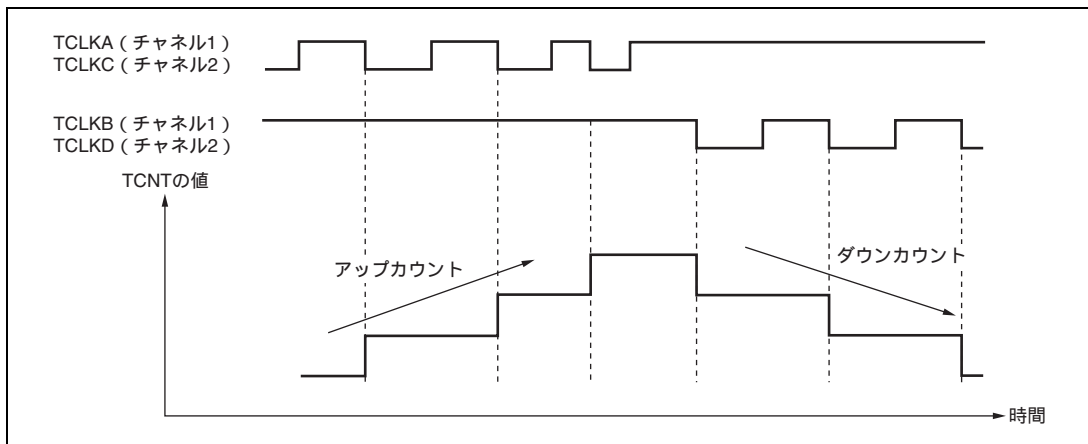 TCLKA（チャネル1）
TCLKC（チャネル2）
TCLKB（チャネル1）
TCLKD（チャネル2）
TCNTの値
アップカウント
ダウンカウント
時間